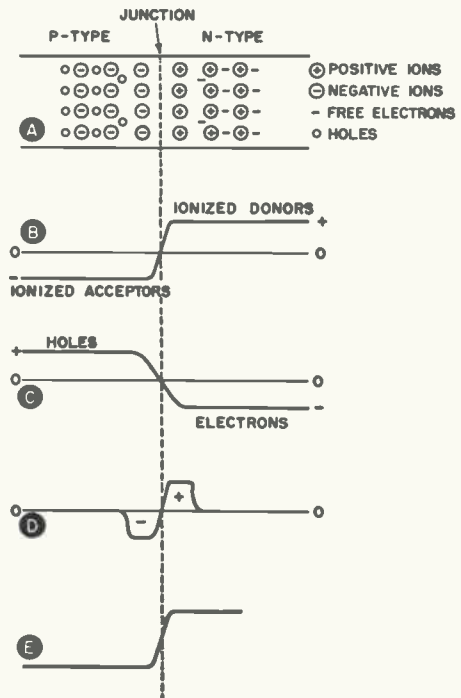 JUNCTION
P-TYPE N-TYPE
⊕ POSITIVE IONS
⊖ NEGATIVE IONS
- FREE ELECTRONS
○ HOLES
A
IONIZED DONORS +
B
0 0
-
IONIZED ACCEPTORS
HOLES
+
0 0
C
-
ELECTRONS
+
0 0
-
D
E